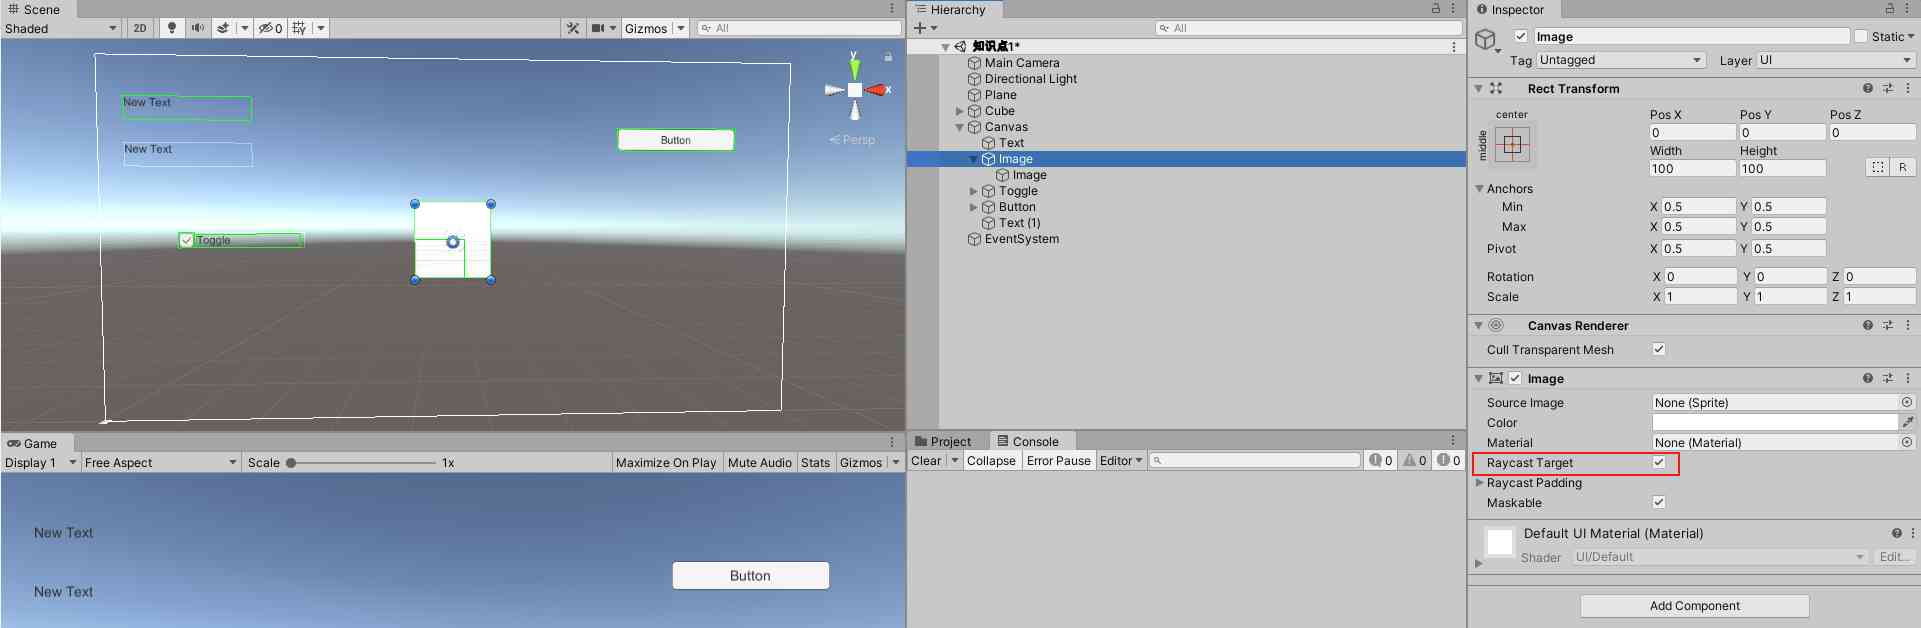 Scene
Shaded 2D 0 Gizmos All
y
x
Persp
New Text
New Text
Button
Toggle
Game
Display 1 Free Aspect Scale 1x Maximize On Play Mute Audio Stats Gizmos
New Text
Button
New Text
Hierarchy
All
知识点1*
Main Camera
Directional Light
Plane
Cube
Canvas
Text
Image
Image
Toggle
Button
Text (1)
EventSystem
Project Console
Clear Collapse Error Pause Editor 0 0 0
Inspector
Image Static
Tag Untagged Layer UI
Rect Transform
center
middle
Pos X Pos Y Pos Z
0 0 0
Width Height
100 100 R
Anchors
Min X 0.5 Y 0.5
Max X 0.5 Y 0.5
Pivot X 0.5 Y 0.5
Rotation X 0 Y 0 Z 0
Scale X 1 Y 1 Z 1
Canvas Renderer
Cull Transparent Mesh
Image
Source Image None (Sprite)
Color
Material None (Material)
Raycast Target
Raycast Padding
Maskable
Default UI Material (Material)
Shader UI/Default Edit...
Add Component